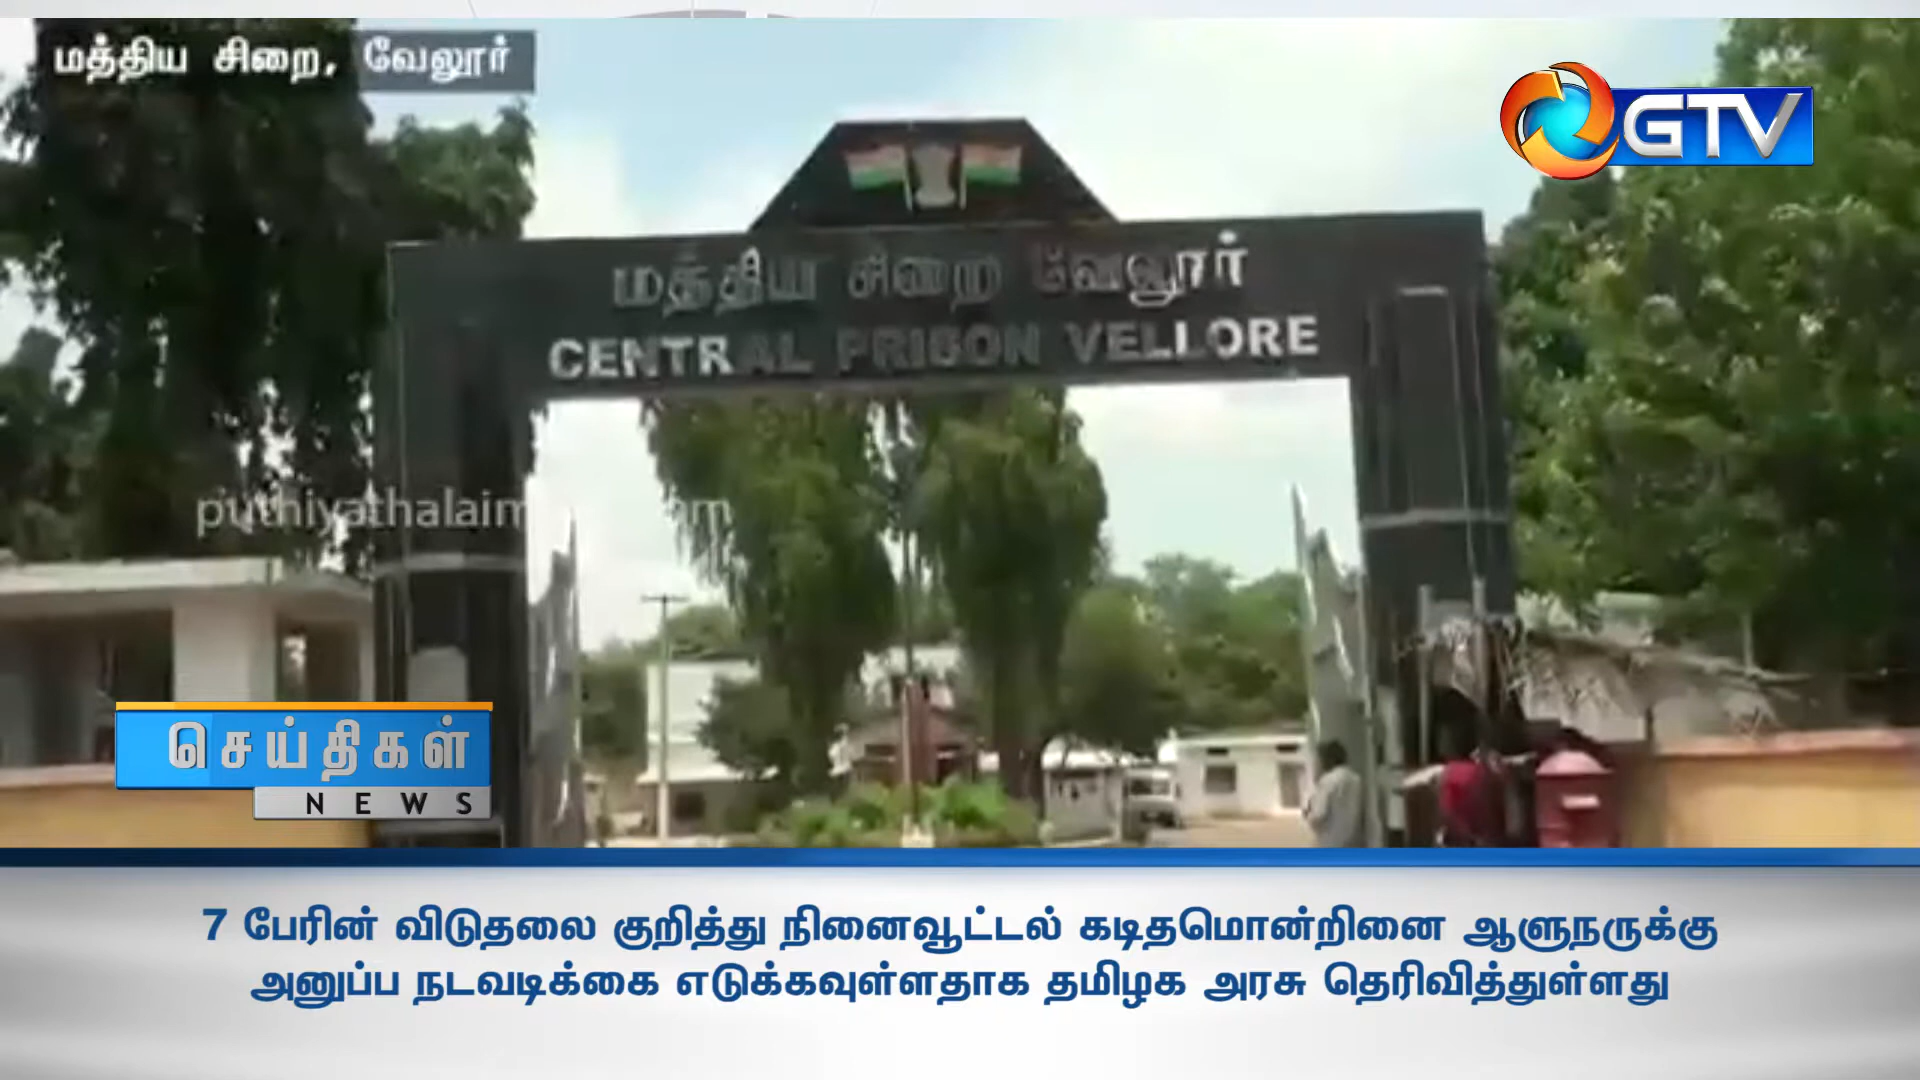 மத்திய சிறை, வேலூர்
GTV
மத்திய சிறை வேலூர்
CENTRAL PRISON VELLORE
செய்திகள்
NEWS
7 பேரின் விடுதலை குறித்து நினைவூட்டல் கடிதமொன்றினை ஆளுநருக்கு
அனுப்ப நடவடிக்கை எடுக்கவுள்ளதாக தமிழக அரசு தெரிவித்துள்ளது